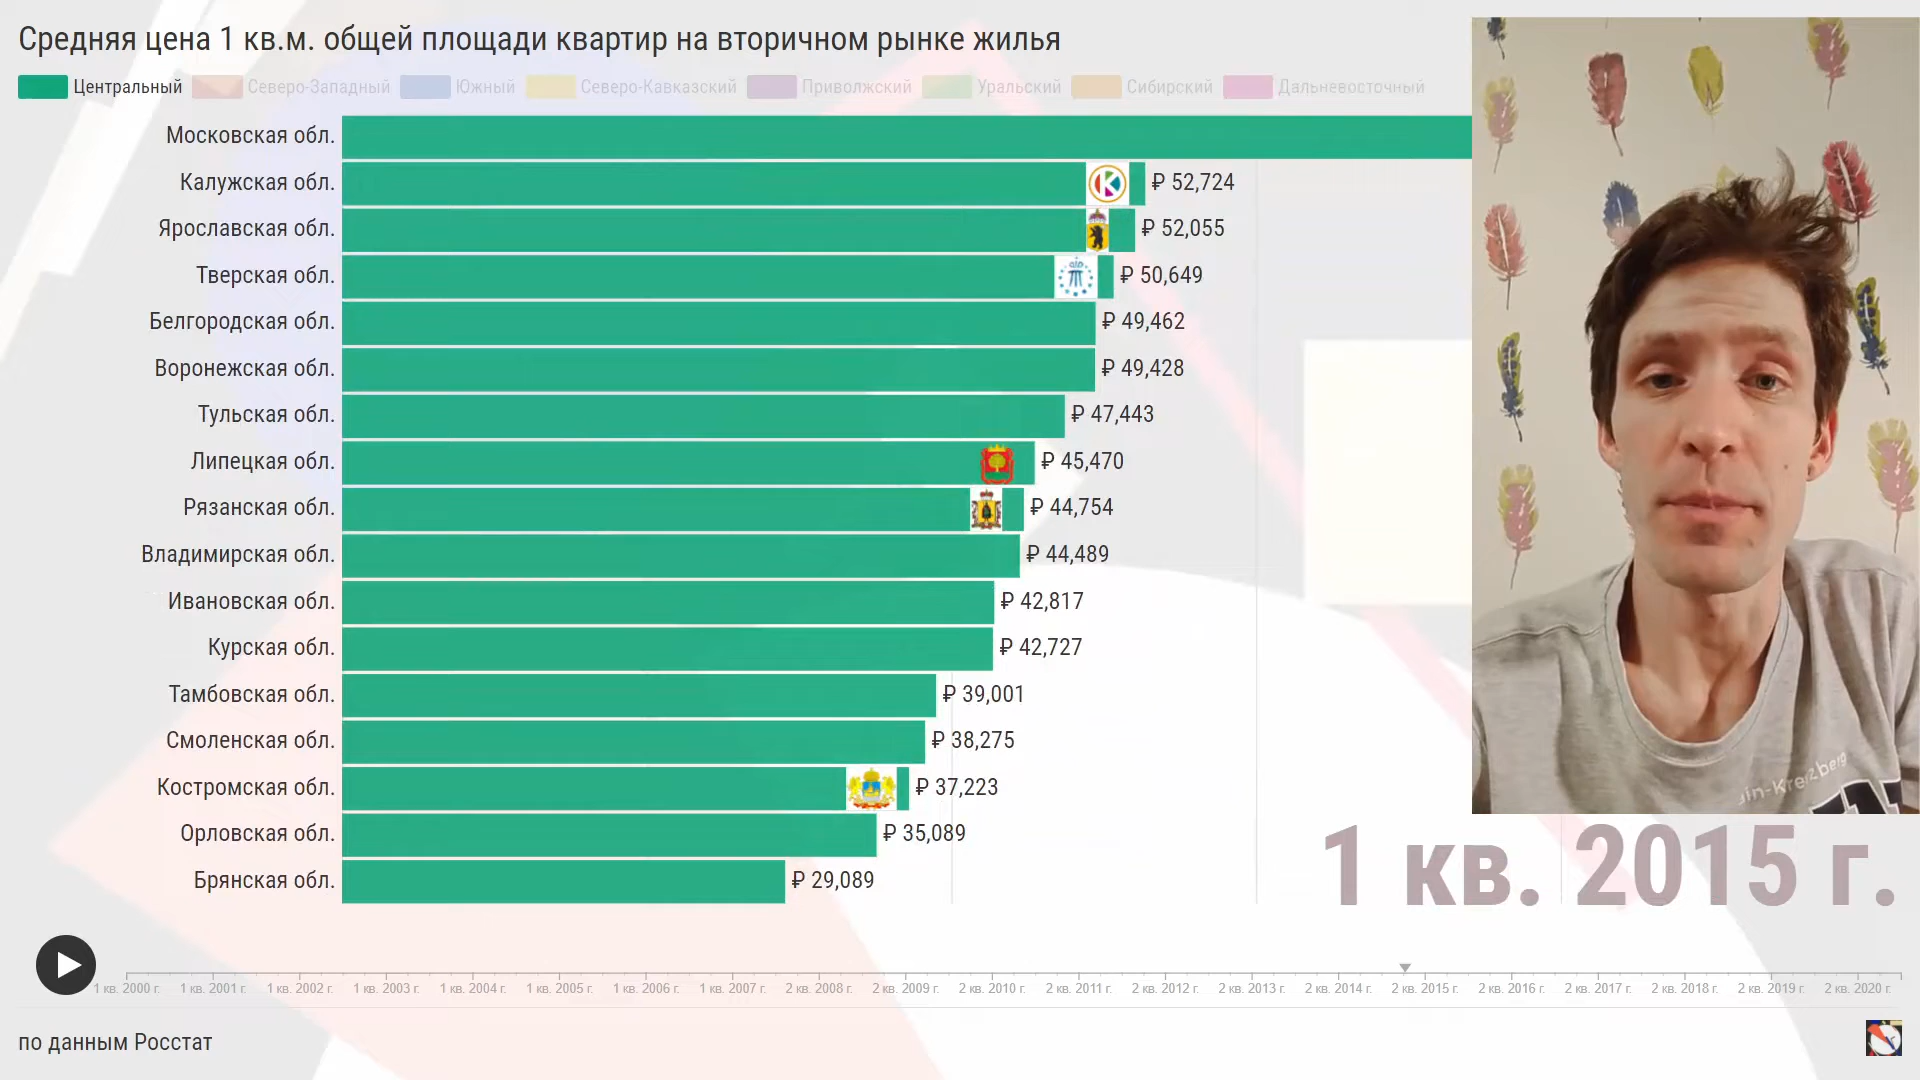 Средняя цена 1 кв.м. общей площади квартир на вторичном рынке жилья
Центральный Северо-Западный Южный Северо-Кавказский Приволжский Уральский Сибирский Дальневосточный
Московская обл.
Калужская обл. ₽ 52,724
Ярославская обл. ₽ 52,055
Тверская обл. ₽ 50,649
Белгородская обл. ₽ 49,462
Воронежская обл. ₽ 49,428
Тульская обл. ₽ 47,443
Липецкая обл. ₽ 45,470
Рязанская обл. ₽ 44,754
Владимирская обл. ₽ 44,489
Ивановская обл. ₽ 42,817
Курская обл. ₽ 42,727
Тамбовская обл. ₽ 39,001
Смоленская обл. ₽ 38,275
Костромская обл. ₽ 37,223
Орловская обл. ₽ 35,089
Брянская обл. ₽ 29,089
1 кв. 2015 г.
1 кв. 2000 г. 1 кв. 2001 г. 1 кв. 2002 г. 1 кв. 2003 г. 1 кв. 2004 г. 1 кв. 2005 г. 1 кв. 2006 г. 1 кв. 2007 г. 2 кв. 2008 г. 2 кв. 2009 г. 2 кв. 2010 г. 2 кв. 2011 г. 2 кв. 2012 г. 2 кв. 2013 г. 2 кв. 2014 г. 2 кв. 2015 г. 2 кв. 2016 г. 2 кв. 2017 г. 2 кв. 2018 г. 2 кв. 2019 г. 2 кв. 2020 г.
по данным Росстат